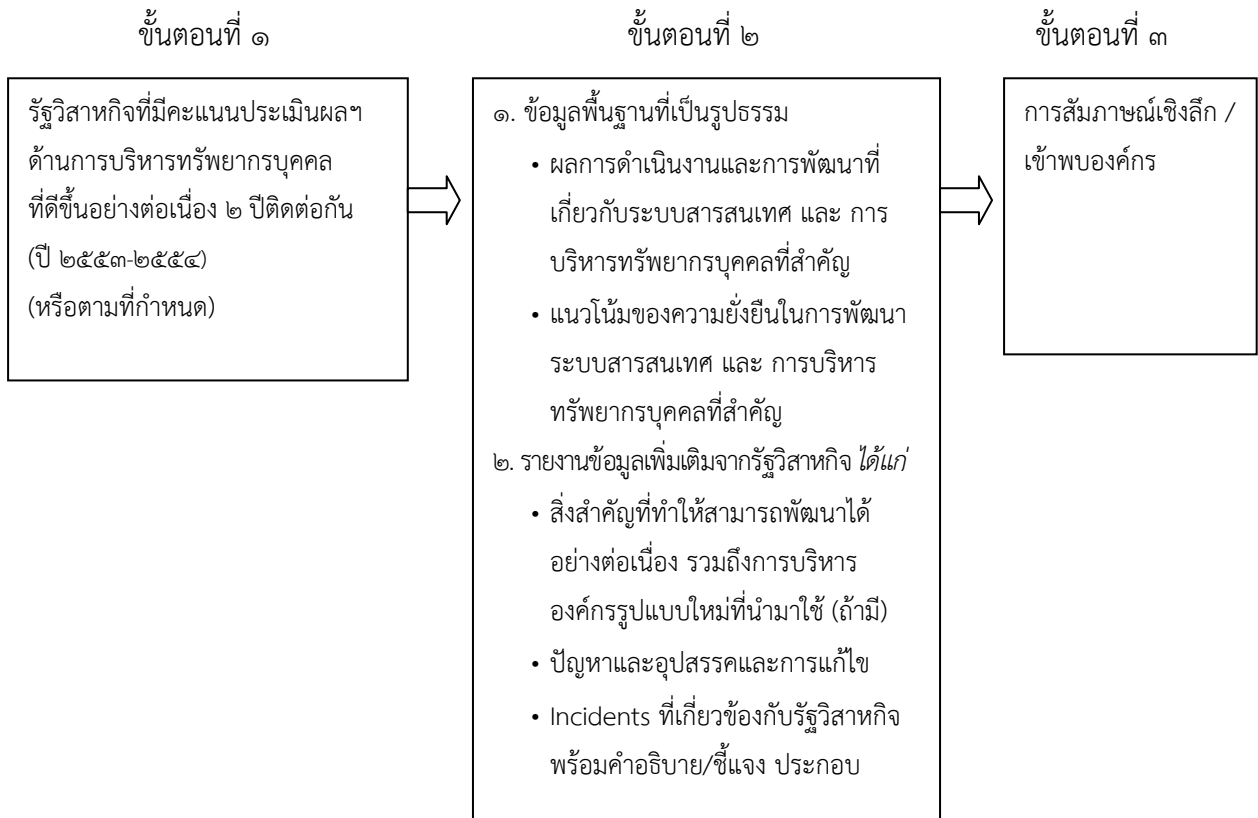 ขั้นตอนที่ ๑
รัฐวิสาหกิจที่มีคะแนนประเมินผลฯ
ด้านการบริหารทรัพยากรบุคคล
ที่ดีขึ้นอย่างต่อเนื่อง ๒ ปีติดต่อกัน
(ปี ๒๕๕๓-๒๕๕๔)
(หรือตามที่กำหนด)
ขั้นตอนที่ ๒
๑. ข้อมูลพื้นฐานที่เป็นรูปธรรม
• ผลการดำเนินงานและการพัฒนาที่
เกี่ยวกับระบบสารสนเทศ และ การ
บริหารทรัพยากรบุคคลที่สำคัญ
• แนวโน้มของความยั่งยืนในการพัฒนา
ระบบสารสนเทศ และ การบริหาร
ทรัพยากรบุคคลที่สำคัญ
๒. รายงานข้อมูลเพิ่มเติมจากรัฐวิสาหกิจ ได้แก่
• สิ่งสำคัญที่ทำให้สามารถพัฒนาได้
อย่างต่อเนื่อง รวมถึงการบริหาร
องค์กรรูปแบบใหม่ที่นำมาใช้ (ถ้ามี)
• ปัญหาและอุปสรรคและการแก้ไข
• Incidents ที่เกี่ยวข้องกับรัฐวิสาหกิจ
พร้อมคำอธิบาย/ชี้แจง ประกอบ
ขั้นตอนที่ ๓
การสัมภาษณ์เชิงลึก /
เข้าพบองค์กร